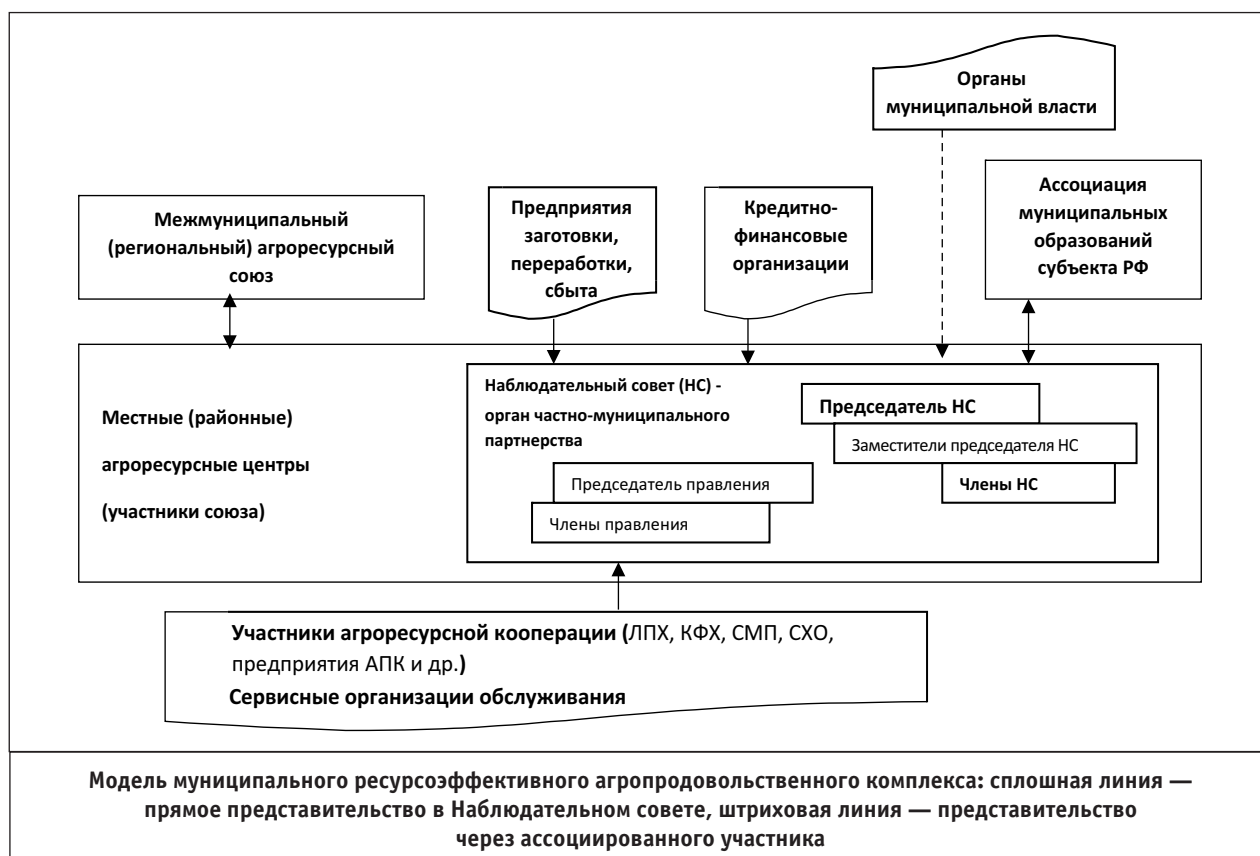 Органы
муниципальной власти
Межмуниципальный
(региональный) агроресурсный
союз
Предприятия
заготовки,
переработки,
сбыта
Кредитно-
финансовые
организации
Ассоциация
муниципальных
образований
субъекта РФ
Местные (районные)
агроресурсные центры
(участники союза)
Наблюдательный совет (НС) -
орган частно-муниципального
партнерства
Председатель НС
Заместители председателя НС
Члены НС
Председатель правления
Члены правления
Участники агроресурсной кооперации (ЛПХ, КФХ, СМП, СХО,
предприятия АПК и др.)
Сервисные организации обслуживания
Модель муниципального ресурсоэффективного агропродовольственного комплекса: сплошная линия —
прямое представительство в Наблюдательном совете, штриховая линия — представительство
через ассоциированного участника